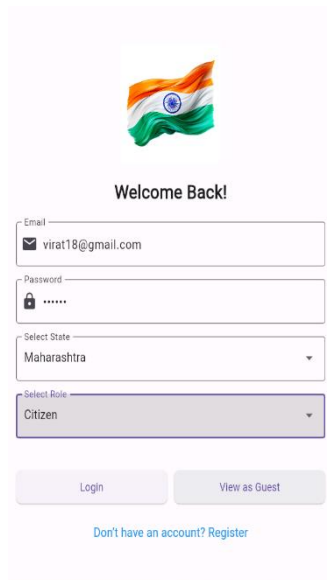 Welcome Back!
Email
virat18@gmail.com
Password
••••••
Select State
Maharashtra
Select Role
Citizen
Login View as Guest
Don't have an account? Register